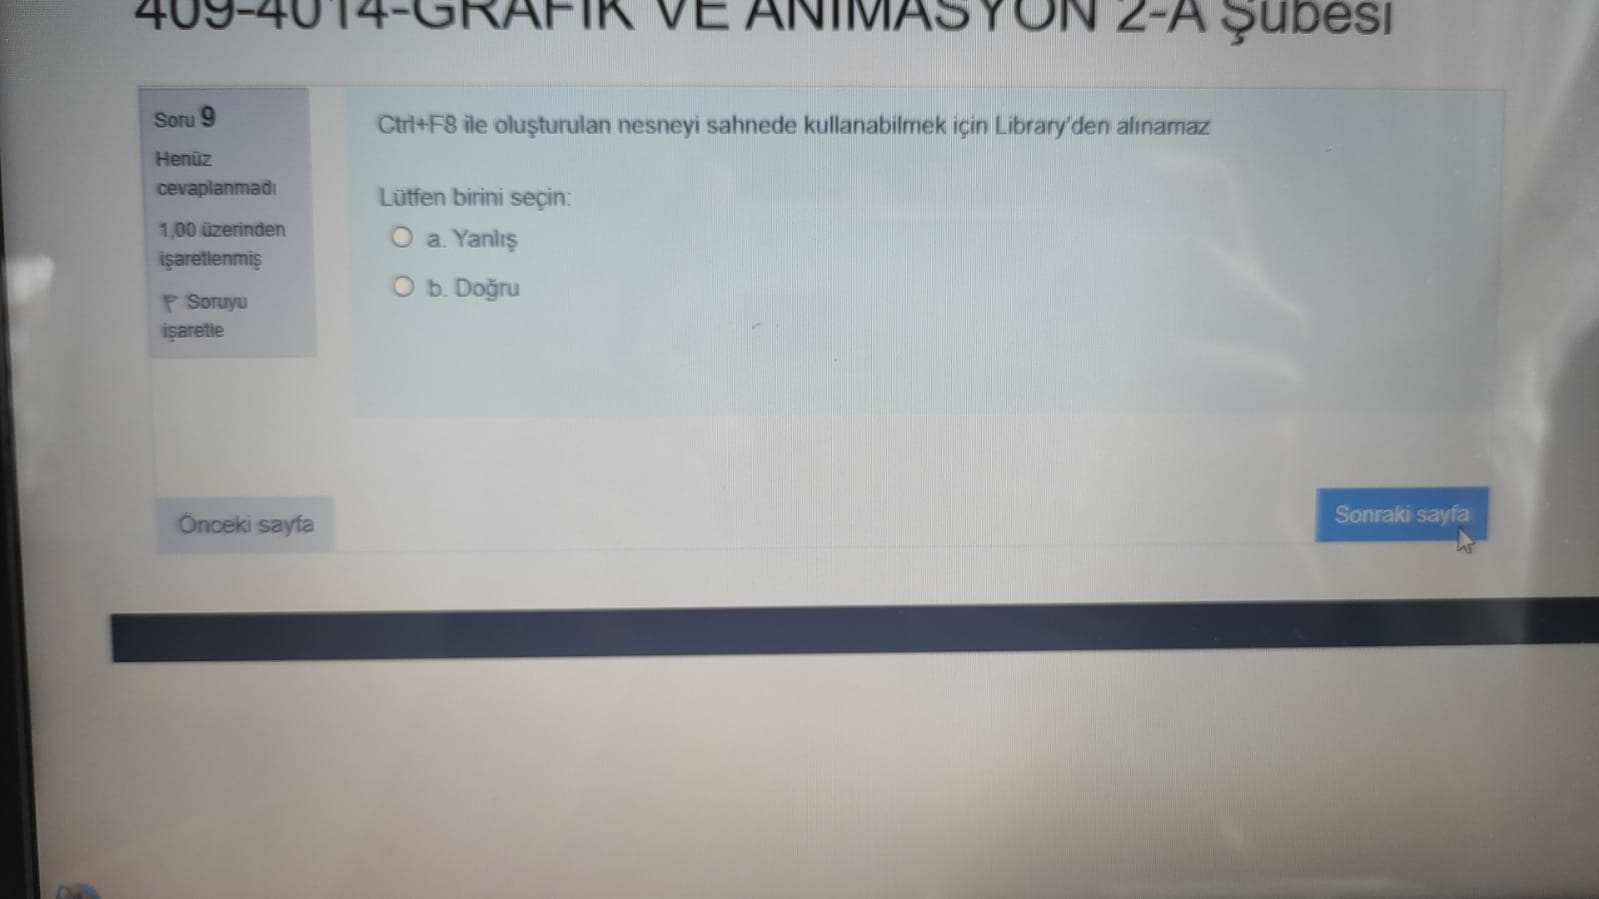 409-4014-GRAFİK VE ANİMASYON 2-A Şubesi
Soru 9
Henüz
cevaplanmadı
1,00 üzerinden
işaretlenmiş
Soruyu
işaretle
Ctrl+F8 ile oluşturulan nesneyi sahnede kullanabilmek için Library'den alınamaz
Lütfen birini seçin:
a. Yanlış
b. Doğru
Önceki sayfa
Sonraki sayfa